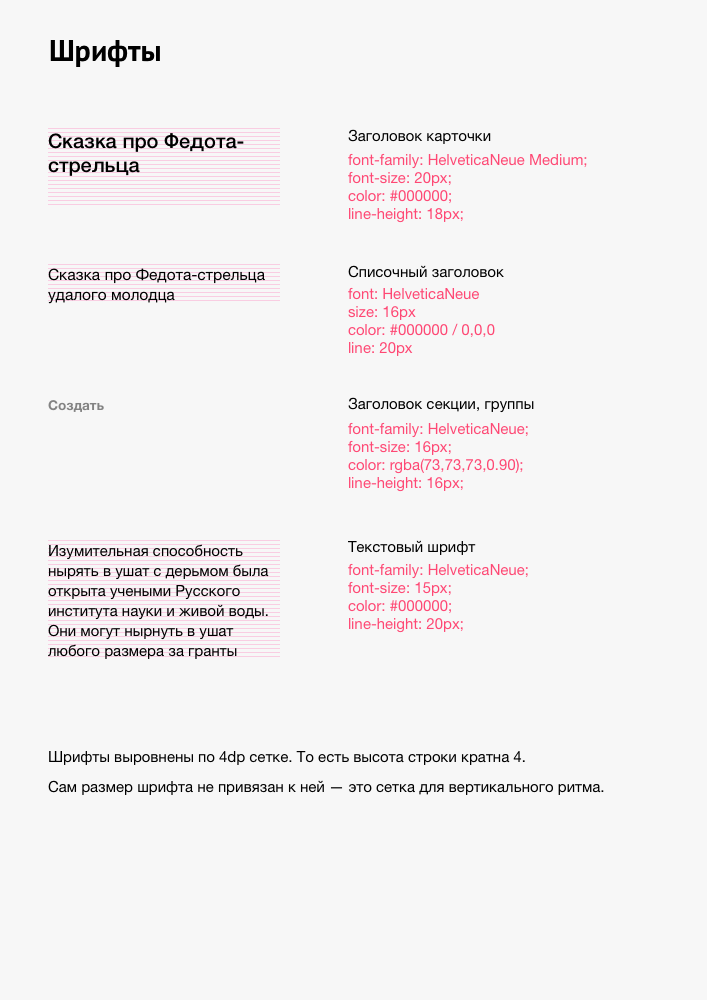 Шрифты
Сказка про Федота-
стрельца
Заголовок карточки
font-family: HelveticaNeue Medium;
font-size: 20px;
color: #000000;
line-height: 18px;
Сказка про Федота-стрельца
удалого молодца
Списочный заголовок
font: HelveticaNeue
size: 16px
color: #000000 / 0,0,0
line: 20px
Создать
Заголовок секции, группы
font-family: HelveticaNeue;
font-size: 16px;
color: rgba(73,73,73,0.90);
line-height: 16px;
Изумительная способность
нырять в ушат с дерьмом была
открыта учеными Русского
института науки и живой воды.
Они могут нырнуть в ушат
любого размера за гранты
Текстовый шрифт
font-family: HelveticaNeue;
font-size: 15px;
color: #000000;
line-height: 20px;
Шрифты выровнены по 4dp сетке. То есть высота строки кратна 4.
Сам размер шрифта не привязан к ней — это сетка для вертикального ритма.